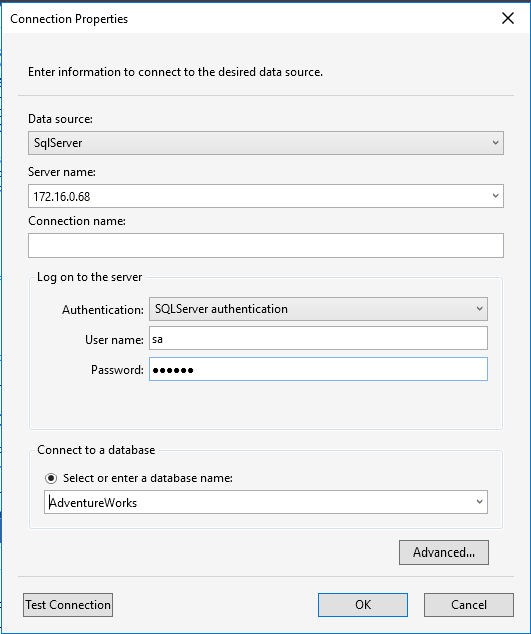 Connection Properties
Enter information to connect to the desired data source.
Data source:
SqlServer
Server name:
172.16.0.68
Connection name:
Log on to the server
Authentication: SQLServer authentication
User name: sa
Password: ●●●●●●
Connect to a database
Select or enter a database name:
AdventureWorks
Advanced...
Test Connection OK Cancel